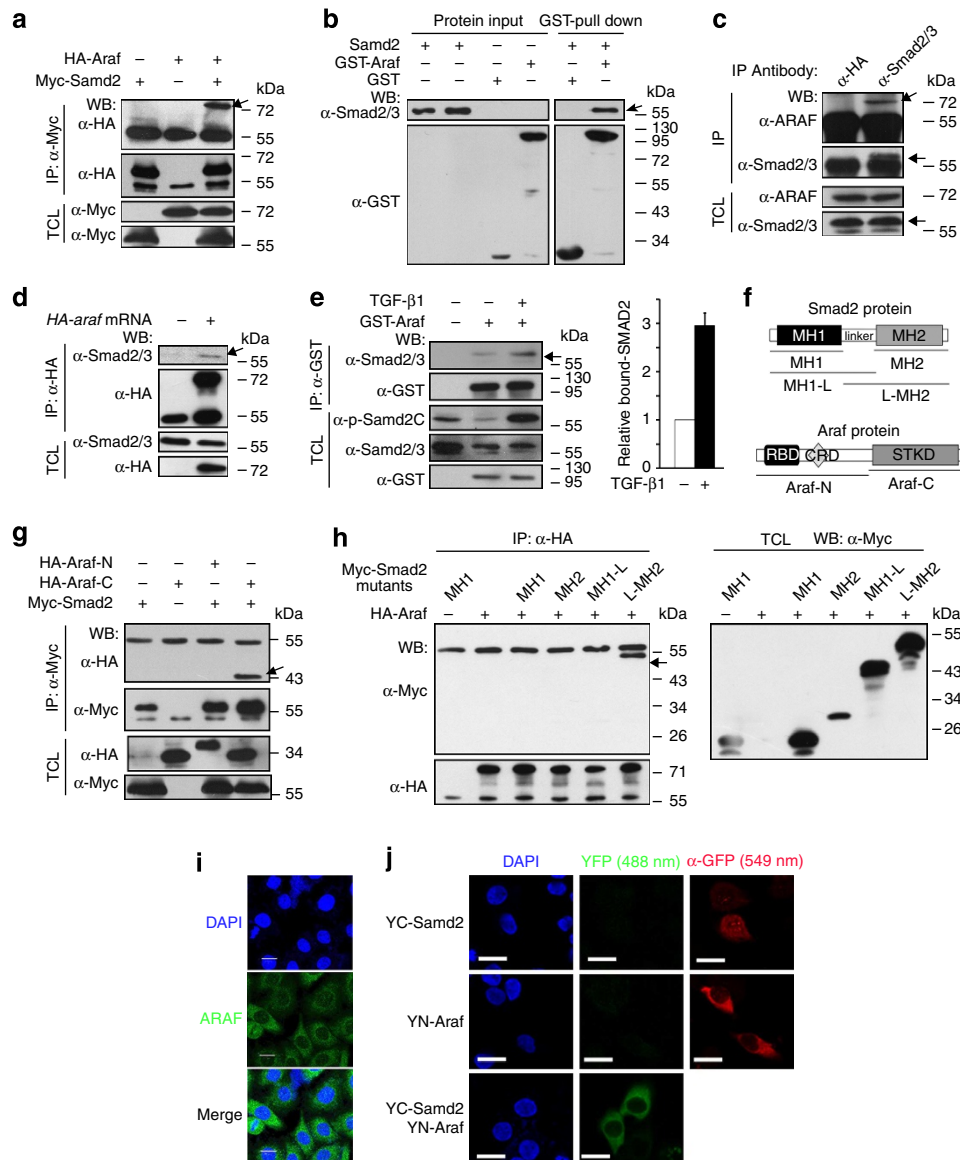 a
HA-Araf – + +
Myc-Samd2 + – +
WB: kDa
IP: α-Myc
α-HA
72
55
α-HA
72
55
TCL
α-Myc 72
α-Myc 55
b
Protein input GST-pull down
Samd2 + + – – + +
GST-Araf – – – + – +
GST – – + – + –
WB: kDa
α-Smad2/3 55
α-GST
130
95
72
55
43
34
c
IP Antibody: α-HA α-Smad2/3
WB: kDa
IP
α-ARAF
72
55
α-Smad2/3
55
TCL
α-ARAF 72
α-Smad2/3
55
d
HA-araf mRNA – +
WB: kDa
IP: α-HA
α-Smad2/3 55
α-HA
72
55
TCL
α-Smad2/3 55
α-HA 72
e
TGF-β1 – – +
GST-Araf – + +
WB: kDa
IP: α-GST
α-Smad2/3 55
α-GST
130
95
TCL
α-p-Samd2C 55
α-Samd2/3 55
α-GST
130
95
Relative bound-SMAD2
3
2
1
0
TGF-β1 – +
f
Smad2 protein
MH1 linker MH2
MH1 MH2
MH1-L L-MH2
Araf protein
RBD CRD STKD
Araf-N Araf-C
g
HA-Araf-N – – + –
HA-Araf-C – + – +
Myc-Smad2 + – + +
kDa
WB:
IP: α-Myc
α-HA
55
43
α-Myc 55
TCL
α-HA 34
α-Myc 55
h
IP: α-HA
Myc-Smad2 mutants
MH1 MH1 MH2 MH1-L L-MH2
HA-Araf – + + + + + kDa
WB:
α-Myc
55
43
34
26
α-HA
71
55
TCL WB: α-Myc
MH1 MH1 MH2 MH1-L L-MH2
– + + + + + kDa
55
43
34
26
i
DAPI
ARAF
Merge
j
DAPI YFP (488 nm) α-GFP (549 nm)
YC-Samd2
YN-Araf
YC-Samd2
YN-Araf